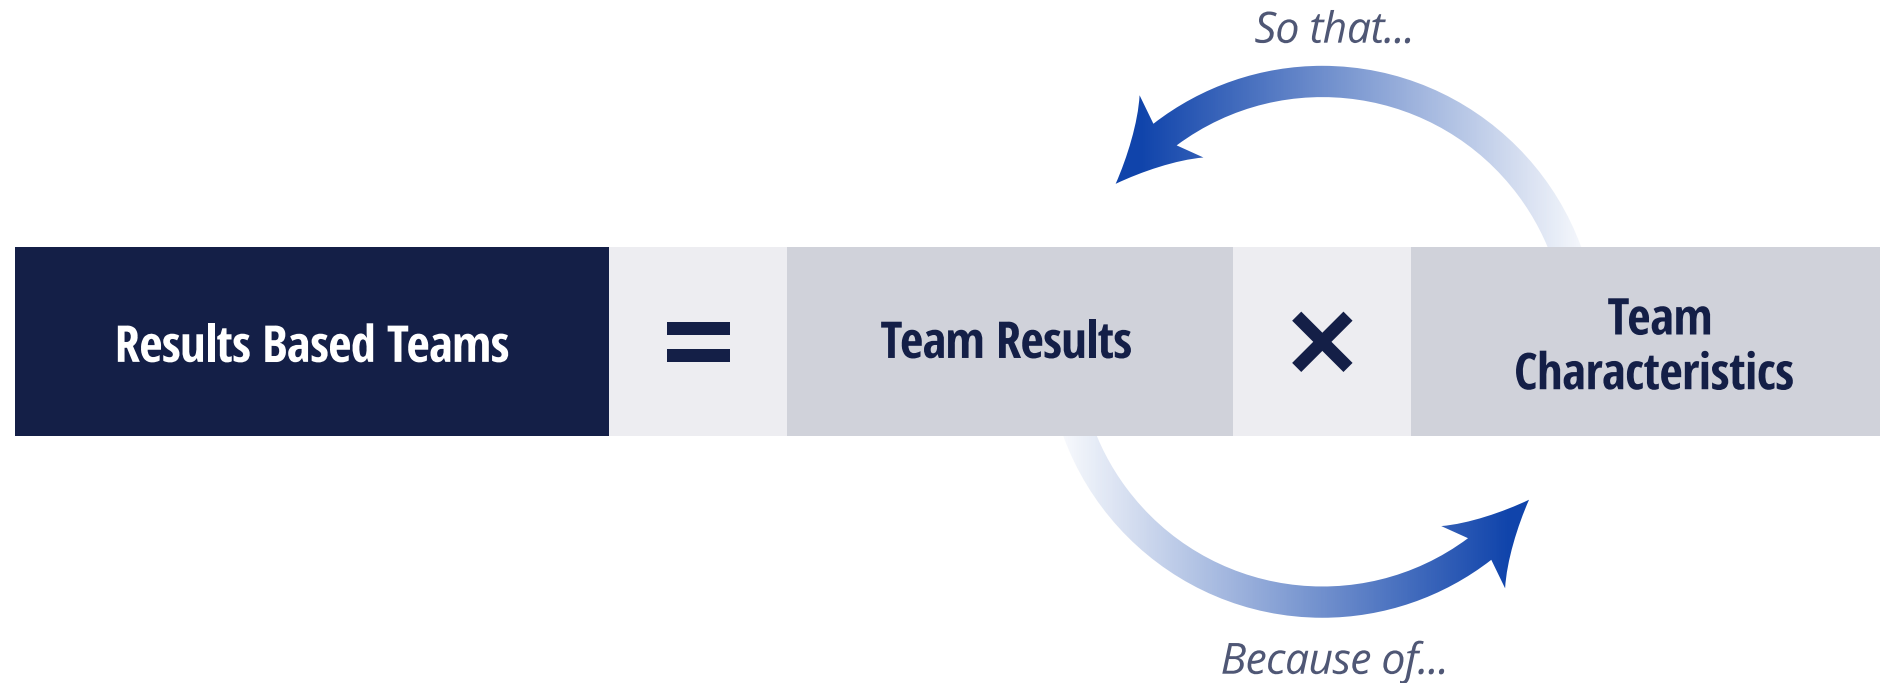 So that...
Results Based Teams
=
Team Results
×
Team
Characteristics
Because of...